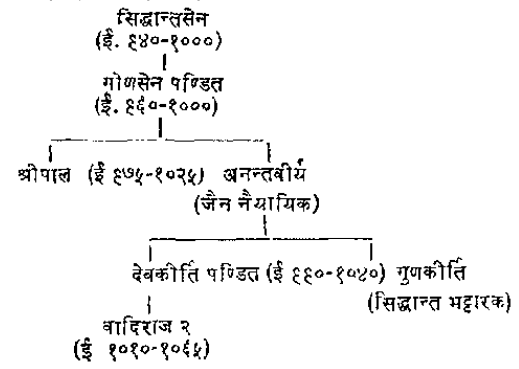 सिद्धान्तसेन
(ई. ९४०-१०००)
गोणसेन पण्डित
(ई. ९६०-१०००)
श्रीपाल (ई ९७५-१०२५) अनन्तवीर्य
(जैन नैयायिक)
देवकीर्ति पण्डित (ई ९९०-१०४०) गुणकीर्ति
(सिद्धान्त भट्टारक)
वादिराज २
(ई १०१०-१०६५)